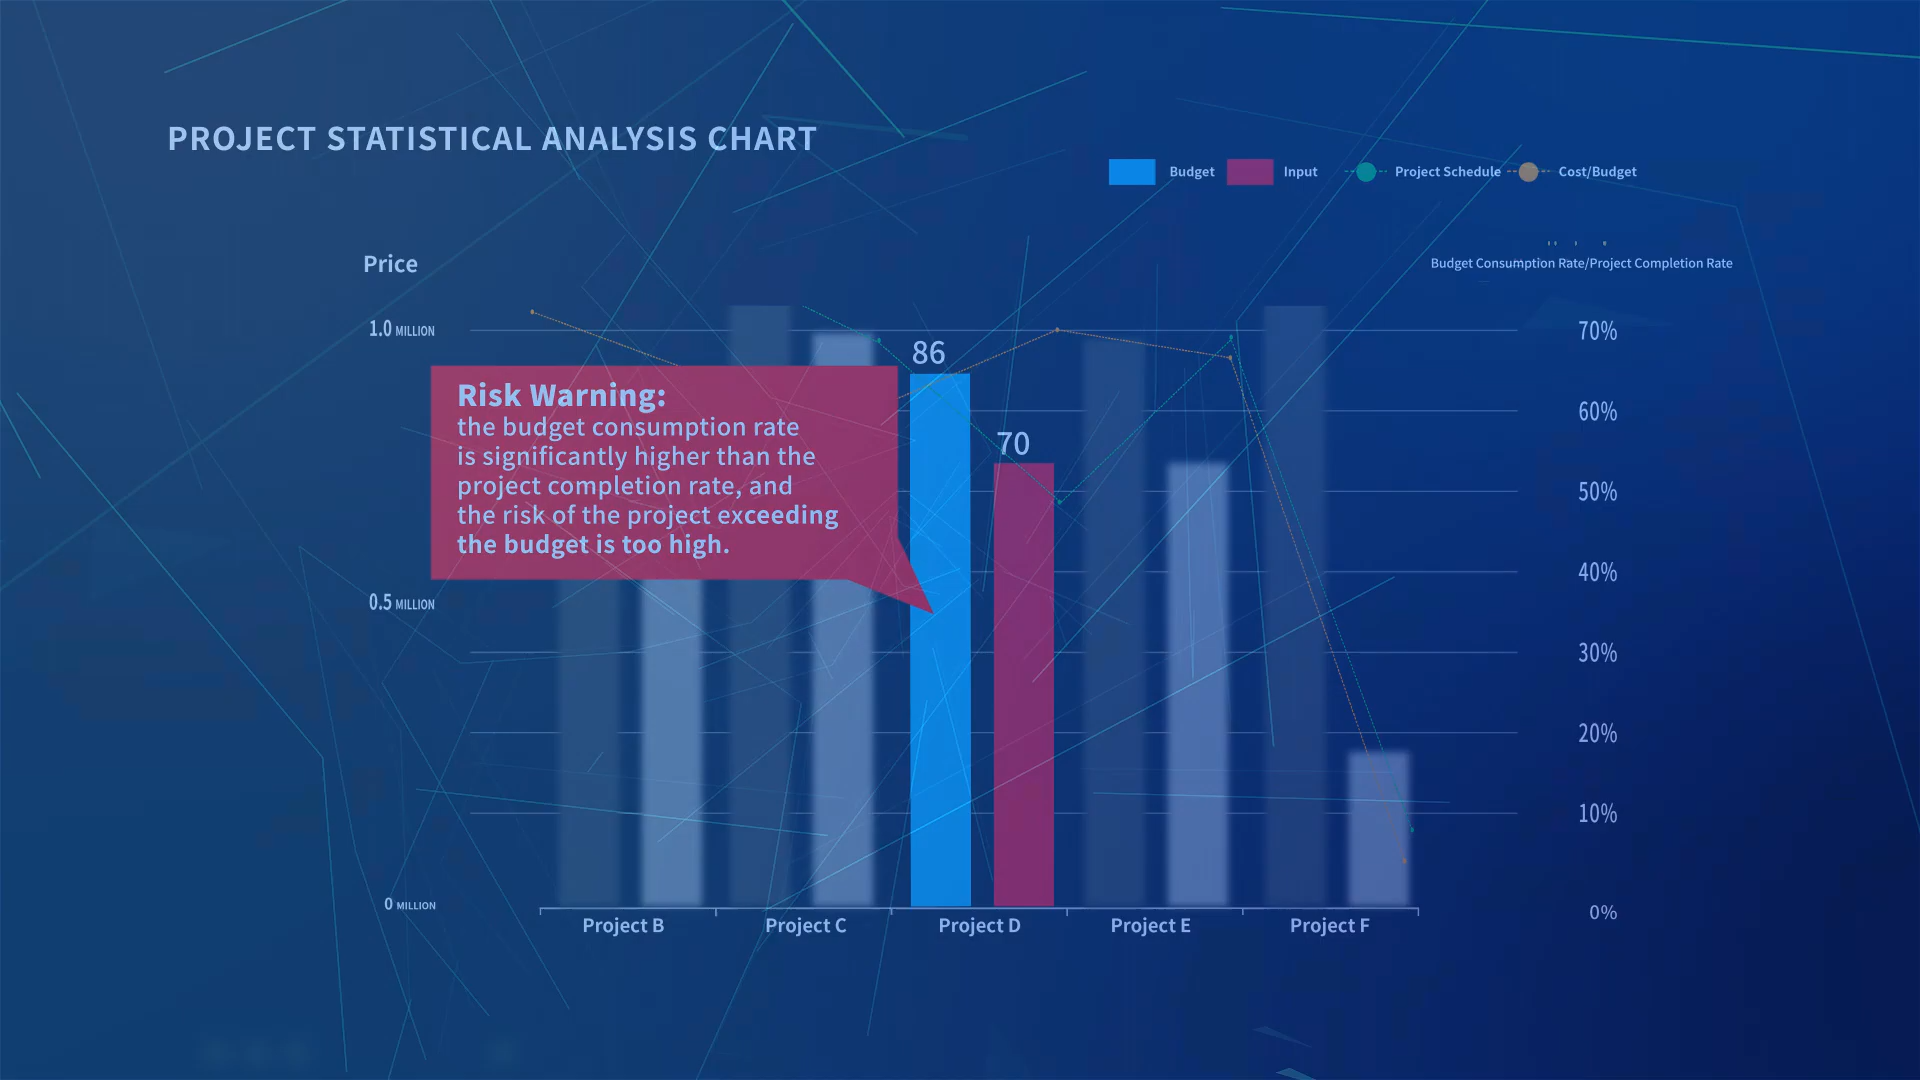 PROJECT STATISTICAL ANALYSIS CHART
Budget Input Project Schedule Cost/Budget
Price
Budget Consumption Rate/Project Completion Rate
1.0 MILLION
70%
86
Risk Warning:
the budget consumption rate
is significantly higher than the
project completion rate, and
the risk of the project exceeding
the budget is too high.
60%
70
50%
40%
0.5 MILLION
30%
20%
10%
0 MILLION
0%
Project B Project C Project D Project E Project F